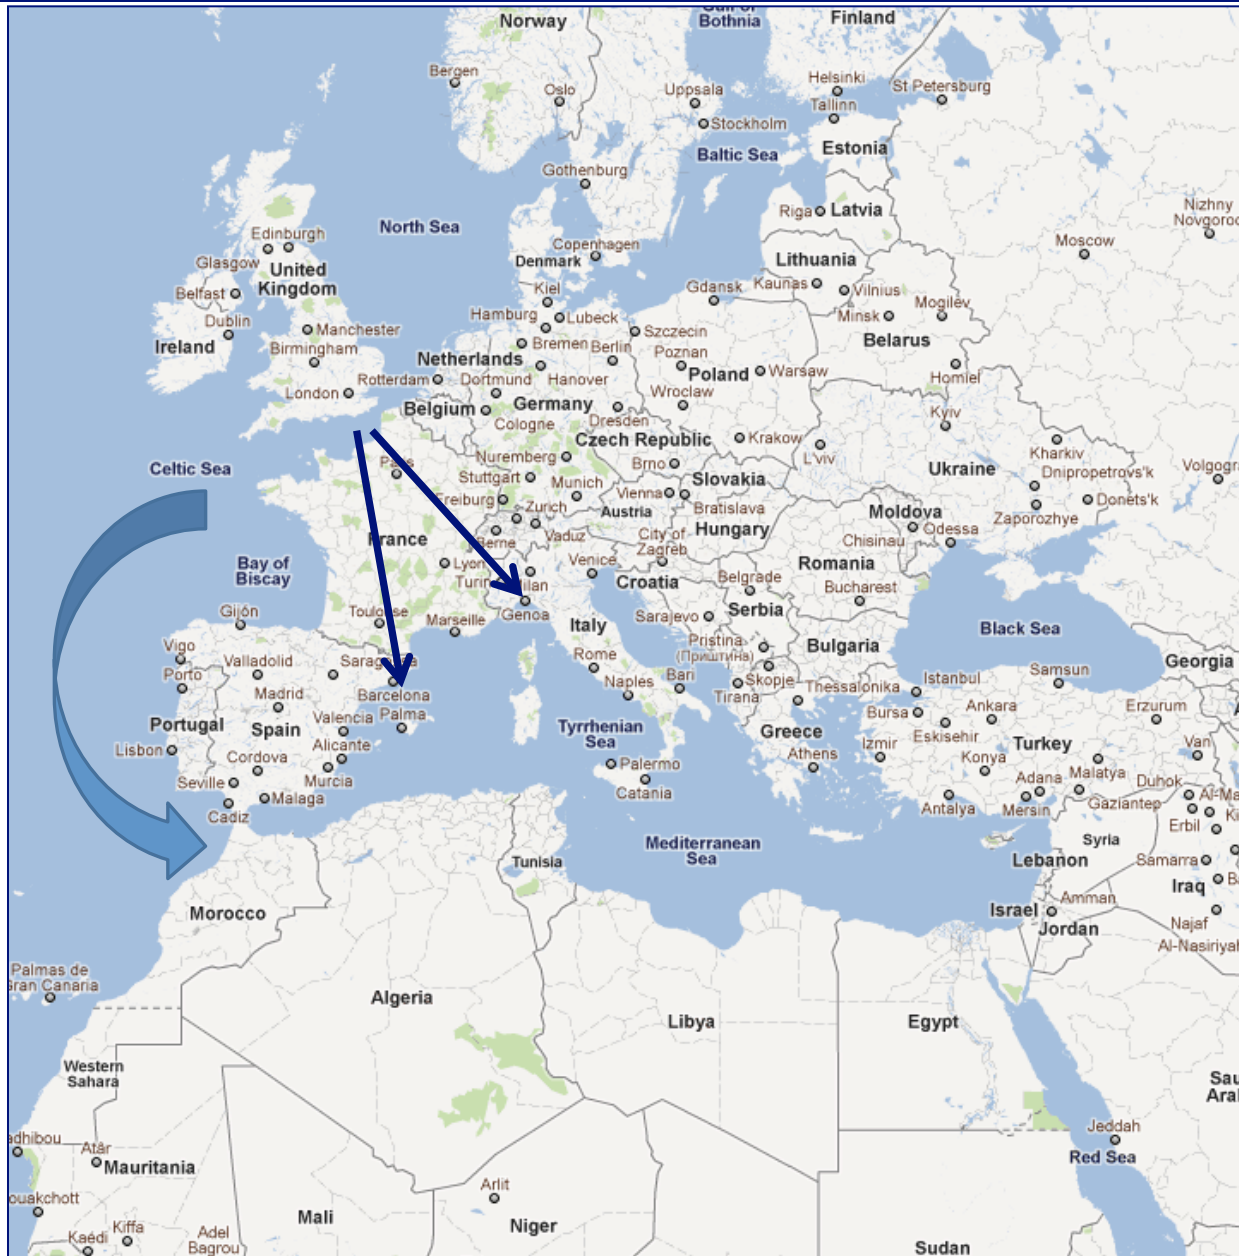 Norway
Gulf of
Bothnia
Finland
Bergen
Oslo
Uppsala
Helsinki
St Petersburg
Tallinn
Stockholm
Baltic Sea
Estonia
Gothenburg
Nizhny
Riga
Latvia
North Sea
Moscow
Edinburgh
Copenhagen
Glasgow
United
Kingdom
Denmark
Lithuania
Belfast
Kiel
Gdansk
Kaunas
Vilnius
Mogilev
Dublin
Hamburg
Lubeck
Minsk
Manchester
Szczecin
Ireland
Birmingham
Bremen
Berlin
Belarus
Netherlands
Poznan
Rotterdam
Dortmund
Hanover
Poland
Warsaw
Homiel
London
Wroclaw
Belgium
Germany
Kyiv
Cologne
Dresden
Czech Republic
Krakow
L'viv
Kharkiv
Celtic Sea
Nuremberg
Brno
Ukraine
Dnipropetrovs'k
Stuttgart
Munich
Slovakia
Freiburg
Vienna
Donets'k
Zurich
Austria
Bratislava
Moldova
Zaporozhye
France
Berne
Vaduz
City of
Zagreb
Hungary
Chisinau
Odessa
Bay of
Biscay
Lyon
Venice
Romania
Turin
Milan
Croatia
Belgrade
Bucharest
Gijón
Toulouse
Marseille
Genoa
Italy
Sarajevo
Serbia
Black Sea
Vigo
Pristina
(Приштина)
Bulgaria
Valladolid
Rome
Georgia
Porto
Bari
Skopje
Samsun
Madrid
Barcelona
Naples
Tirana
Thessalonika
Istanbul
Portugal
Spain
Valencia
Palma
Tyrrhenian
Sea
Bursa
Ankara
Erzurum
Lisbon
Alicante
Greece
Izmir
Eskisehir
Turkey
Van
Cordova
Palermo
Athens
Konya
Seville
Murcia
Adana
Malatya
Duhok
Malaga
Catania
Antalya
Mersin
Gaziantep
Cadiz
Erbil
Mediterranean
Sea
Syria
Tunisia
Lebanon
Samarra
Iraq
Morocco
Israel
Amman
Jordan
Najaf
Al-Nasiriyah
Palmas de
Gran Canaria
Algeria
Libya
Egypt
Western
Sahara
Jeddah
Atâr
Mauritania
Red Sea
Arlit
Mali
Niger
Kiffa
Kaédi
Adel
Bagrou
Sudan